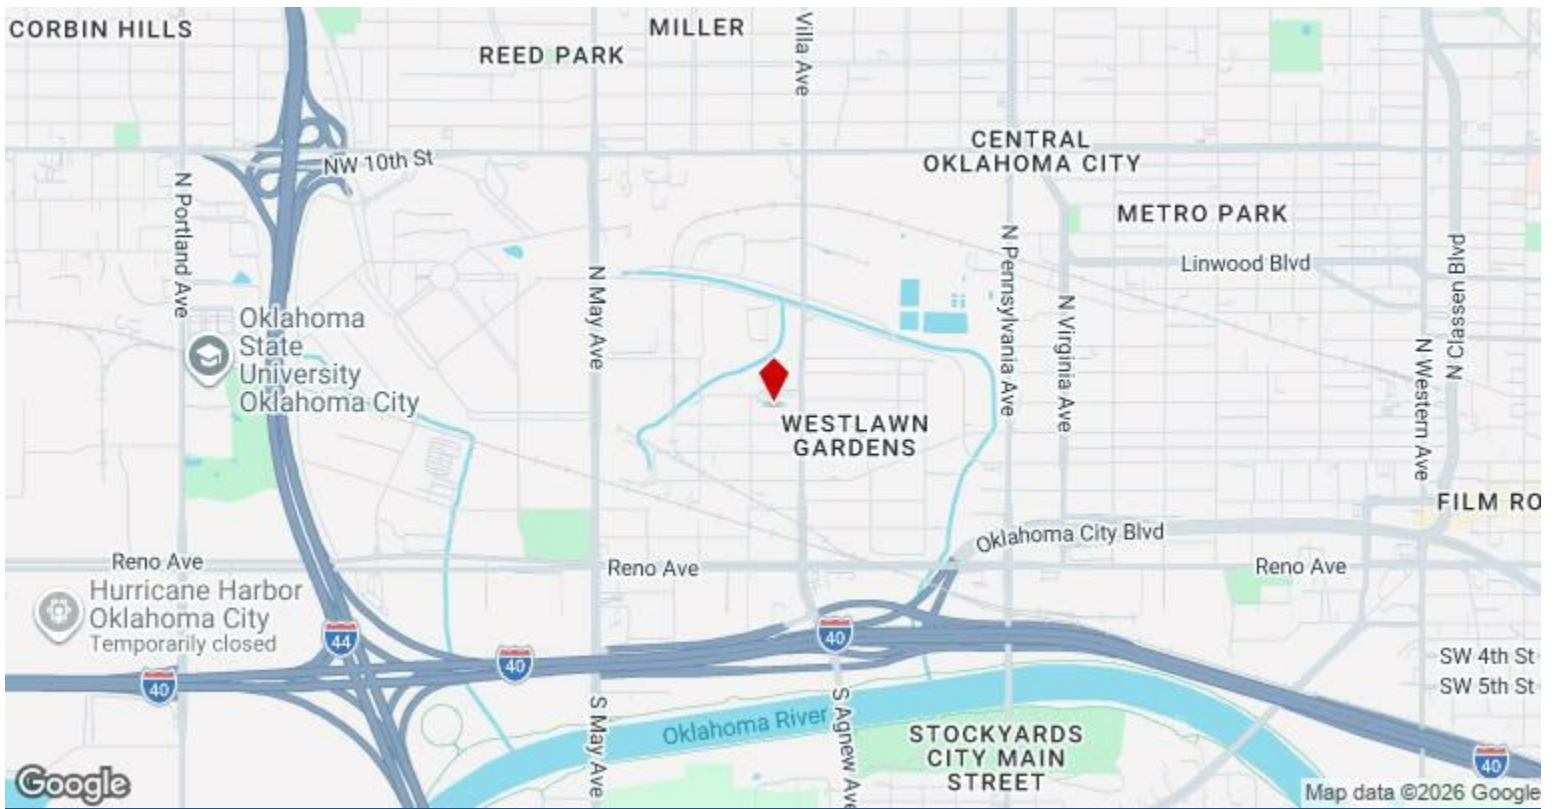 CORBIN HILLS
MILLER
REED PARK
Villa Ave
CENTRAL
OKLAHOMA CITY
NW 10th St
N Portland Ave
METRO PARK
N Pennsylvania Ave
N Classen Blvd
Linwood Blvd
N May Ave
N Virginia Ave
Oklahoma
State
University
Oklahoma City
N Western Ave
WESTLAWN
GARDENS
FILM RO
Oklahoma City Blvd
Reno Ave
Reno Ave
Reno Ave
Hurricane Harbor
Oklahoma City
Temporarily closed
44
40
40
40
SW 4th St
SW 5th St
S May Ave
S Agnew Ave
Oklahoma River
STOCKYARDS
CITY MAIN
STREET
40
Google
Map data ©2026 Google